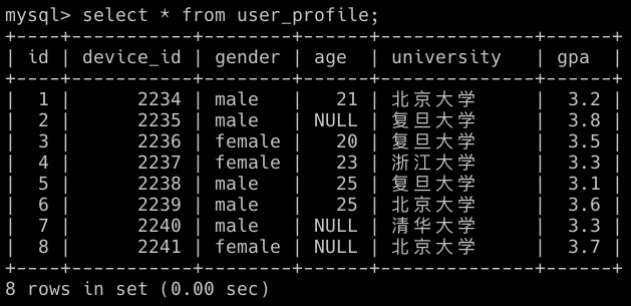 mysql> select * from user_profile;
+----+-----------+--------+------+--------------+------+
| id | device_id | gender | age  | university   | gpa  |
+----+-----------+--------+------+--------------+------+
|  1 |      2234 | male   |   21 | 北京大学     |  3.2 |
|  2 |      2235 | male   | NULL | 复旦大学     |  3.8 |
|  3 |      2236 | female |   20 | 复旦大学     |  3.5 |
|  4 |      2237 | female |   23 | 浙江大学     |  3.3 |
|  5 |      2238 | male   |   25 | 复旦大学     |  3.1 |
|  6 |      2239 | male   |   25 | 北京大学     |  3.6 |
|  7 |      2240 | male   | NULL | 清华大学     |  3.3 |
|  8 |      2241 | female | NULL | 北京大学     |  3.7 |
+----+-----------+--------+------+--------------+------+
8 rows in set (0.00 sec)